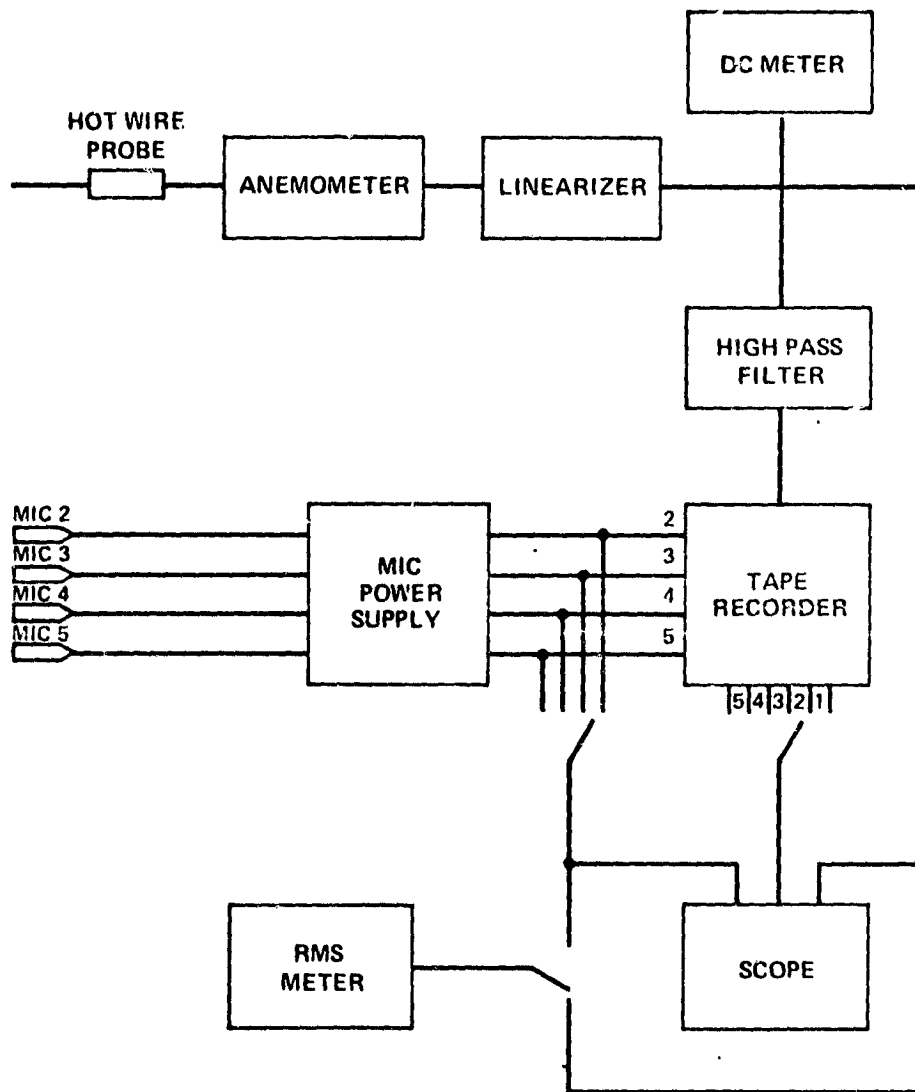 DC METER
HOT WIRE
PROBE
ANEMOMETER
LINEARIZER
HIGH PASS
FILTER
MIC 2
MIC 3
MIC 4
MIC 5
MIC
POWER
SUPPLY
2
3
4
5
TAPE
RECORDER
5 4 3 2 1
RMS
METER
SCOPE